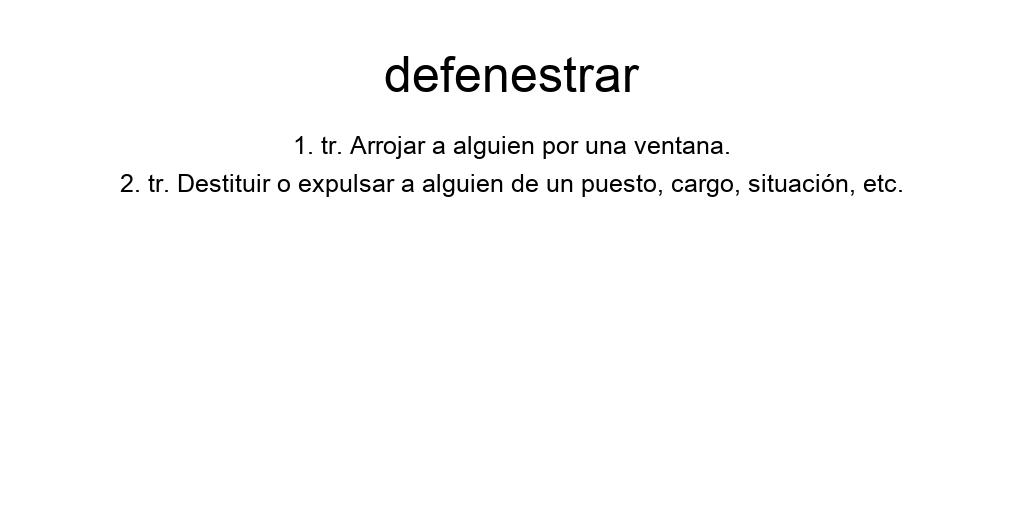 defenestrar
1. tr. Arrojar a alguien por una ventana.
2. tr. Destituir o expulsar a alguien de un puesto, cargo, situación, etc.